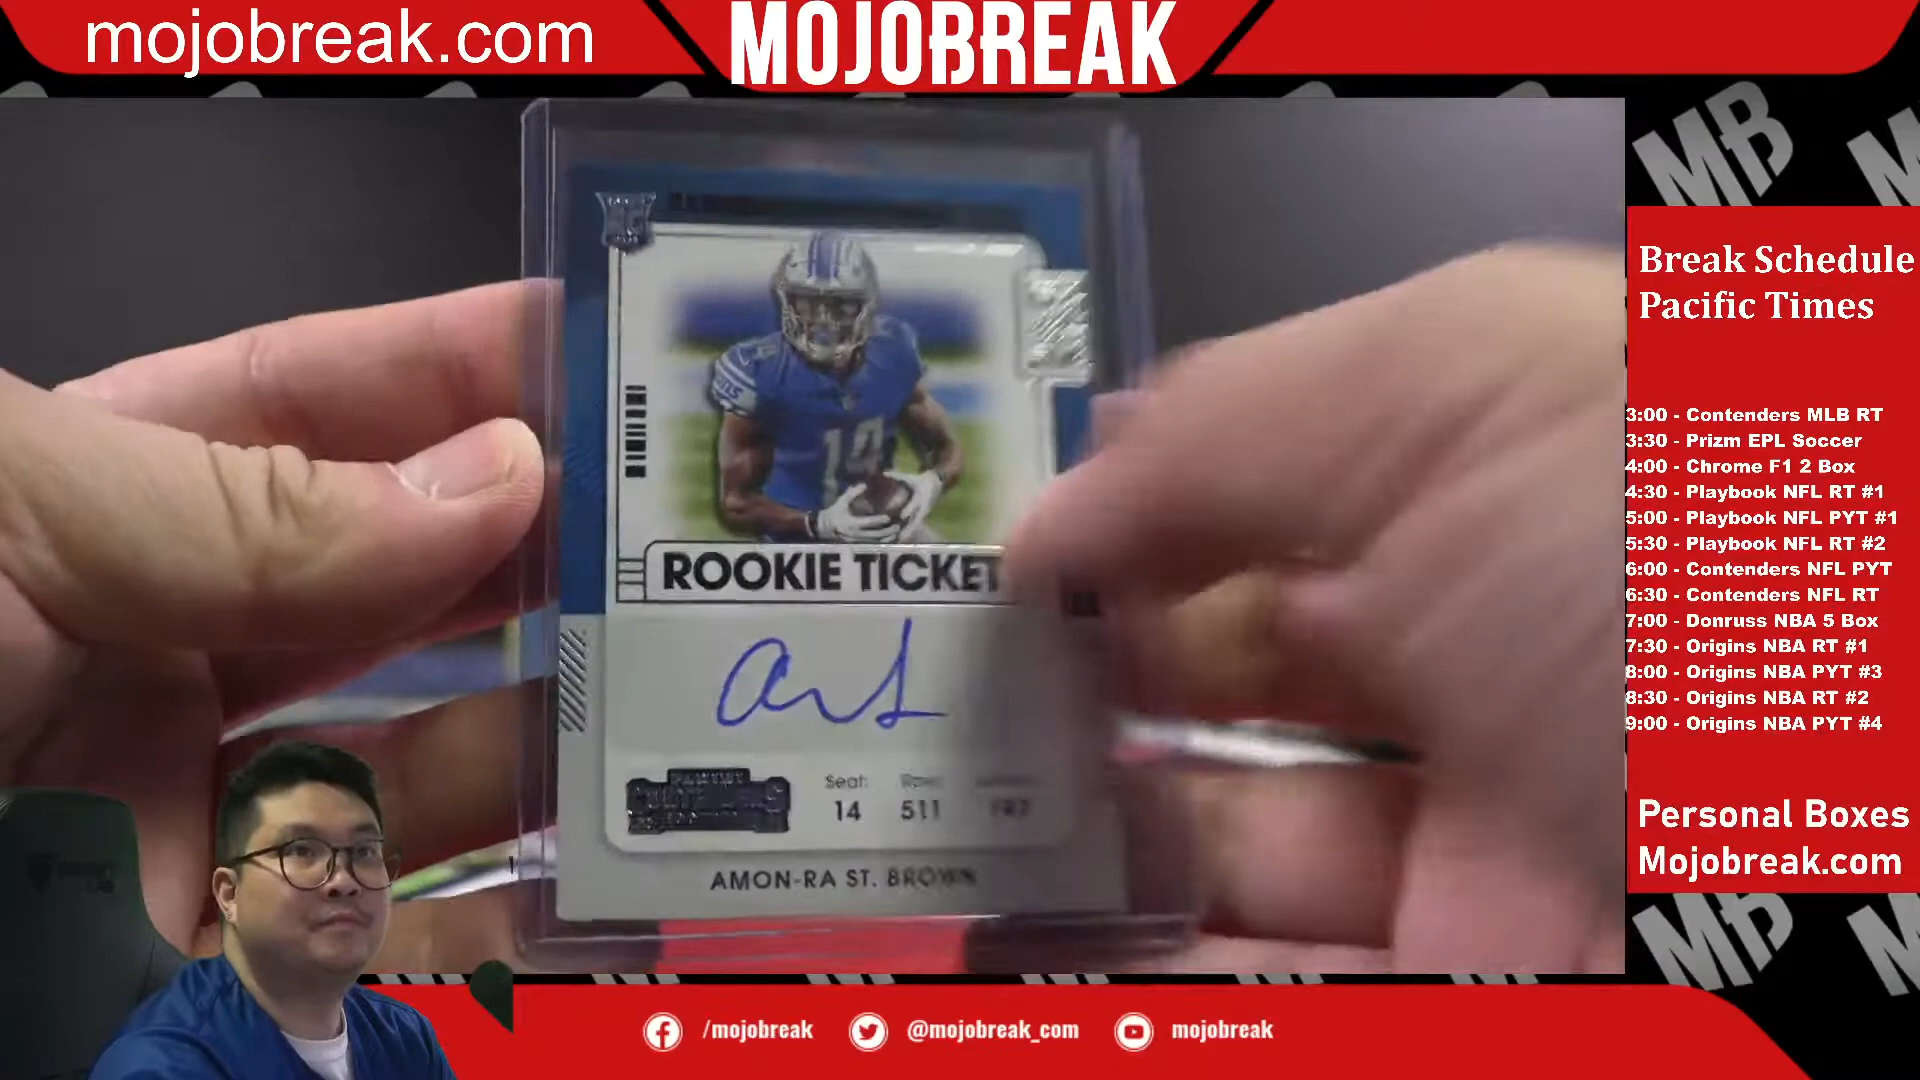 mojobreak.com
MOJOBREAK
MB
Break Schedule
Pacific Times
3:00 - Contenders MLB RT
3:30 - Prizm EPL Soccer
4:00 - Chrome F1 2 Box
4:30 - Playbook NFL RT #1
5:00 - Playbook NFL PYT #1
5:30 - Playbook NFL RT #2
6:00 - Contenders NFL PYT
6:30 - Contenders NFL RT
7:00 - Donruss NBA 5 Box
7:30 - Origins NBA RT #1
8:00 - Origins NBA PYT #3
8:30 - Origins NBA RT #2
9:00 - Origins NBA PYT #4
Personal Boxes
Mojobreak.com
MB
14
ROOKIE TICKET
Seat: Row:
14 511
AMON-RA ST. BROWN
/mojobreak @mojobreak_com mojobreak